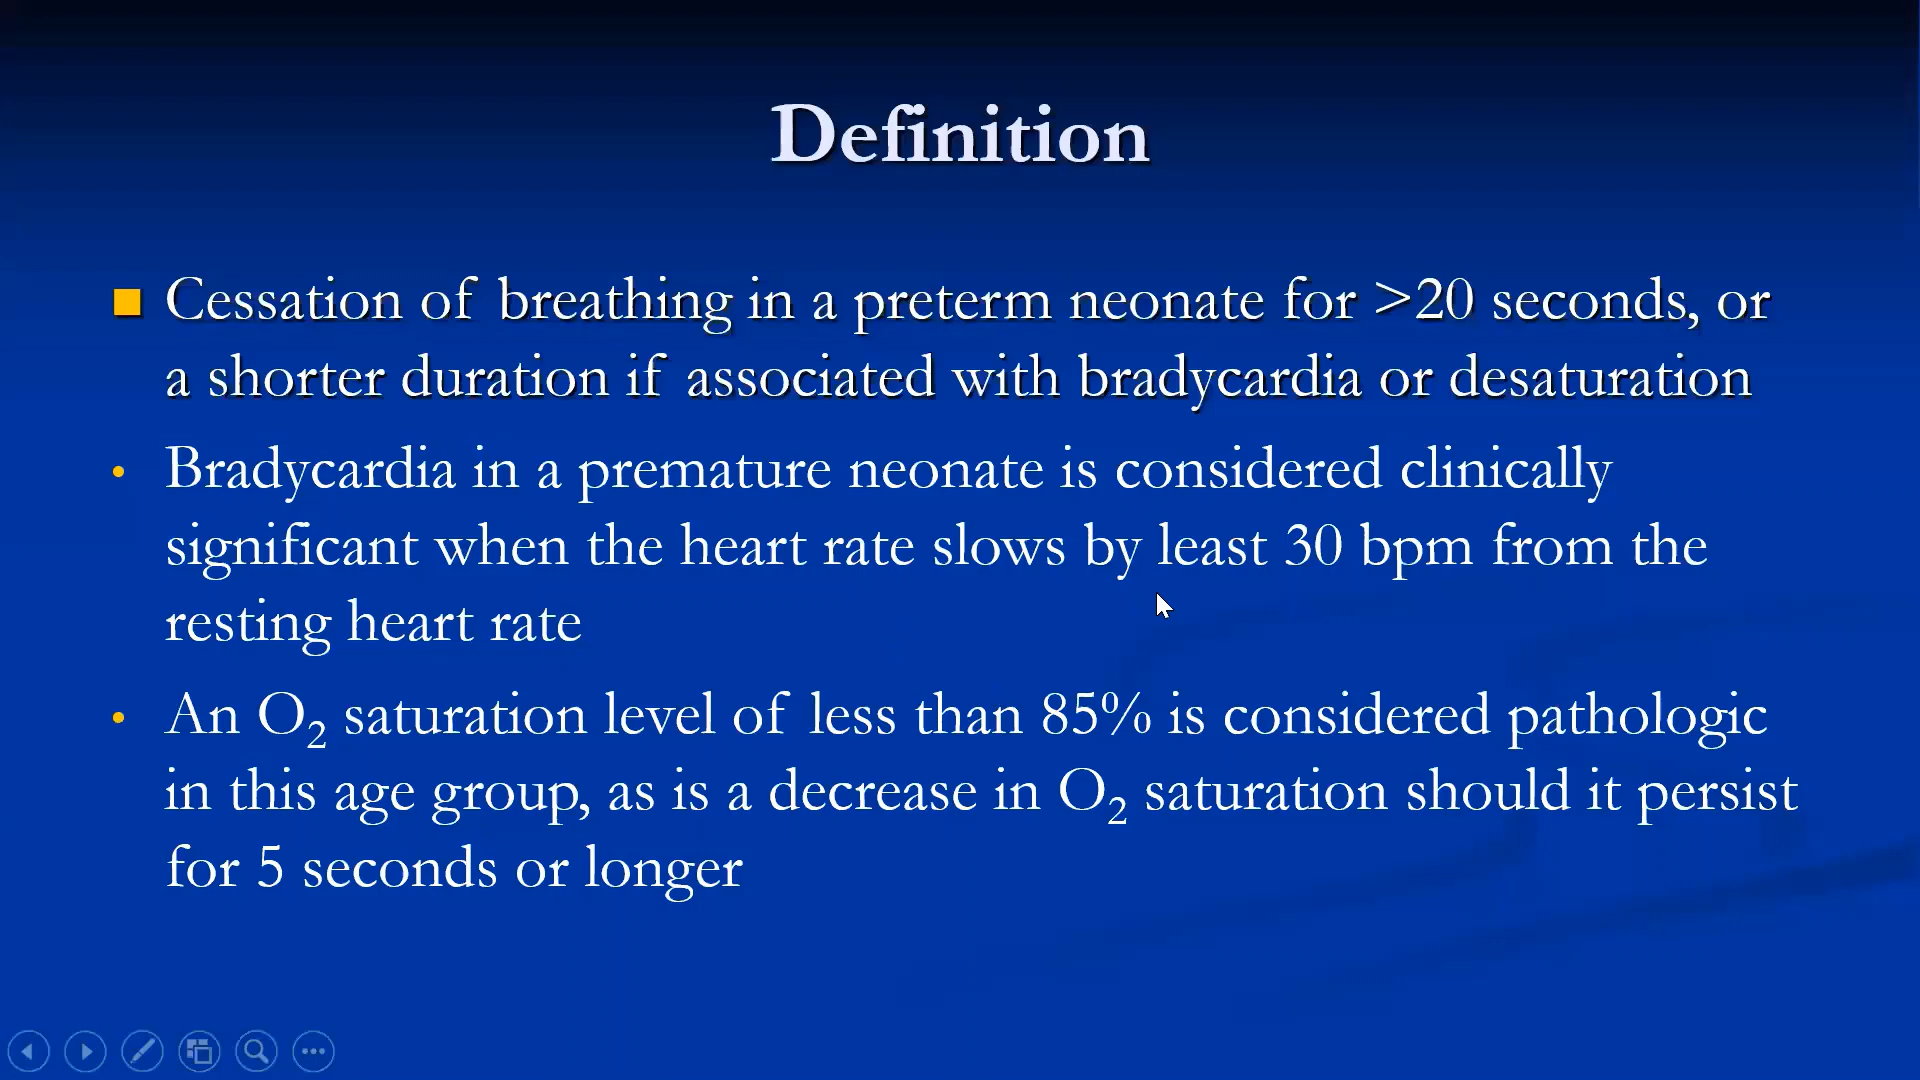 Definition
Cessation of breathing in a preterm neonate for >20 seconds, or
a shorter duration if associated with bradycardia or desaturation
Bradycardia in a premature neonate is considered clinically
significant when the heart rate slows by least 30 bpm from the
resting heart rate
An O₂ saturation level of less than 85% is considered pathologic
in this age group, as is a decrease in O₂ saturation should it persist
for 5 seconds or longer